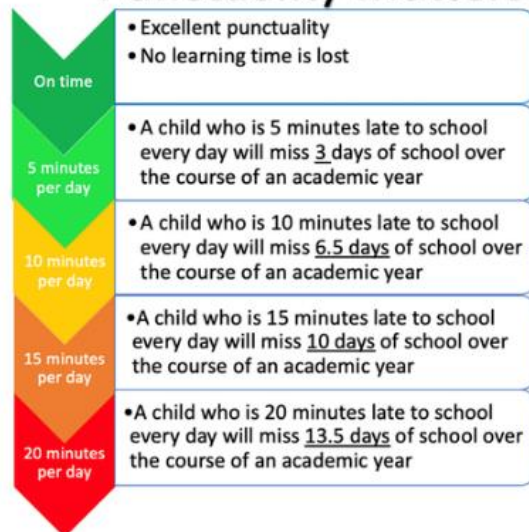 On time
• Excellent punctuality
• No learning time is lost
5 minutes
per day
• A child who is 5 minutes late to school
every day will miss 3 days of school over
the course of an academic year
10 minutes
per day
• A child who is 10 minutes late to school
every day will miss 6.5 days of school over
the course of an academic year
15 minutes
per day
•A child who is 15 minutes late to school
every day will miss 10 days of school over
the course of an academic year
20 minutes
per day
•A child who is 20 minutes late to school
every day will miss 13.5 days of school over
the course of an academic year